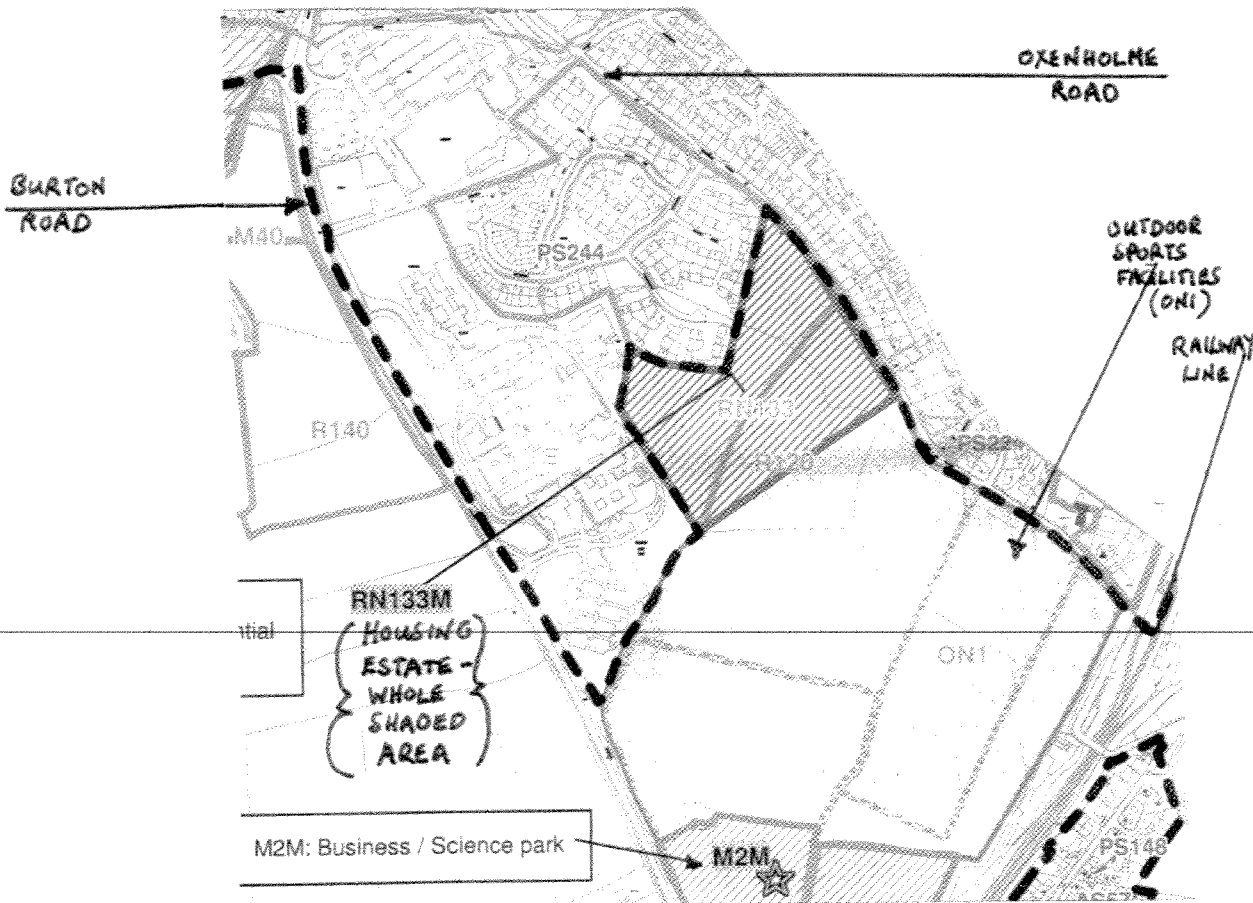 OXENHOLME
ROAD
BURTON
ROAD
M40
PS244
OUTDOOR
SPORTS
FACILITIES
(ON1)
RAILWAY
LINE
R140
RN133M
( HOUSING
ESTATE -
WHOLE
SHADED
AREA )
ntial
ON1
M2M: Business / Science park
M2M
PS148